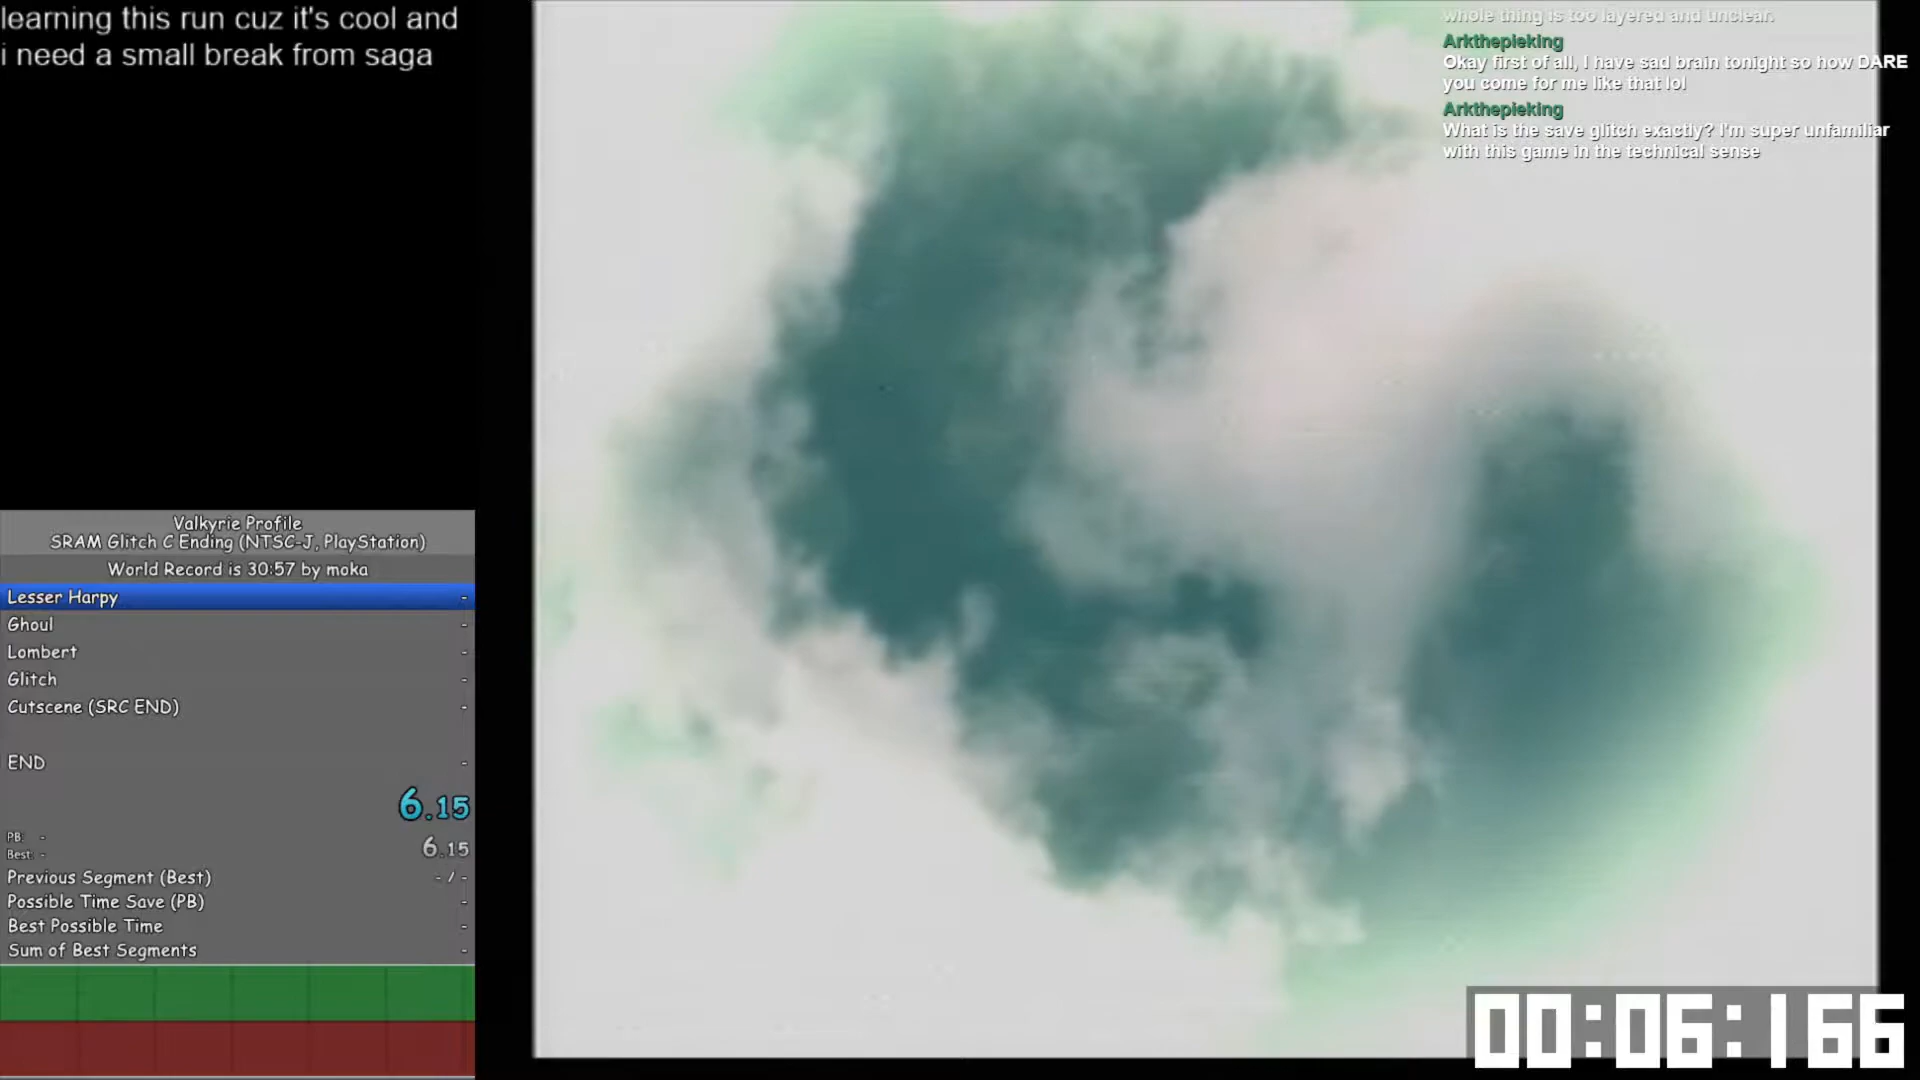 learning this run cuz it's cool and
i need a small break from saga
whole thing is too layered and unclear.
Arkthepieking
Okay first of all, I have sad brain tonight so how DARE
you come for me like that lol
Arkthepieking
What is the save glitch exactly? I'm super unfamiliar
with this game in the technical sense
Valkyrie Profile
SRAM Glitch C Ending (NTSC-J, PlayStation)
World Record is 30:57 by moka
Lesser Harpy -
Ghoul -
Lombert -
Glitch -
Cutscene (SRC END) -
END -
6.15
PB: -
Best: - 6.15
Previous Segment (Best) - / -
Possible Time Save (PB) -
Best Possible Time -
Sum of Best Segments -
00:06:166